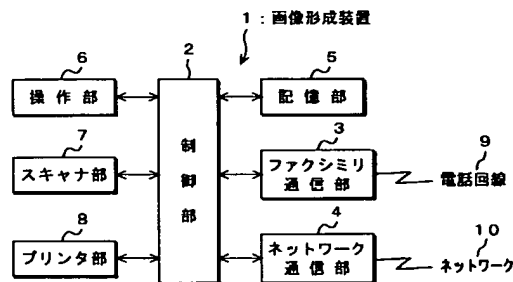 1：画像形成装置
6
操作部
2
制御部
5
記憶部
7
スキャナ部
3
ファクシミリ
通信部
9
電話回線
8
プリンタ部
4
ネットワーク
通信部
10
ネットワーク